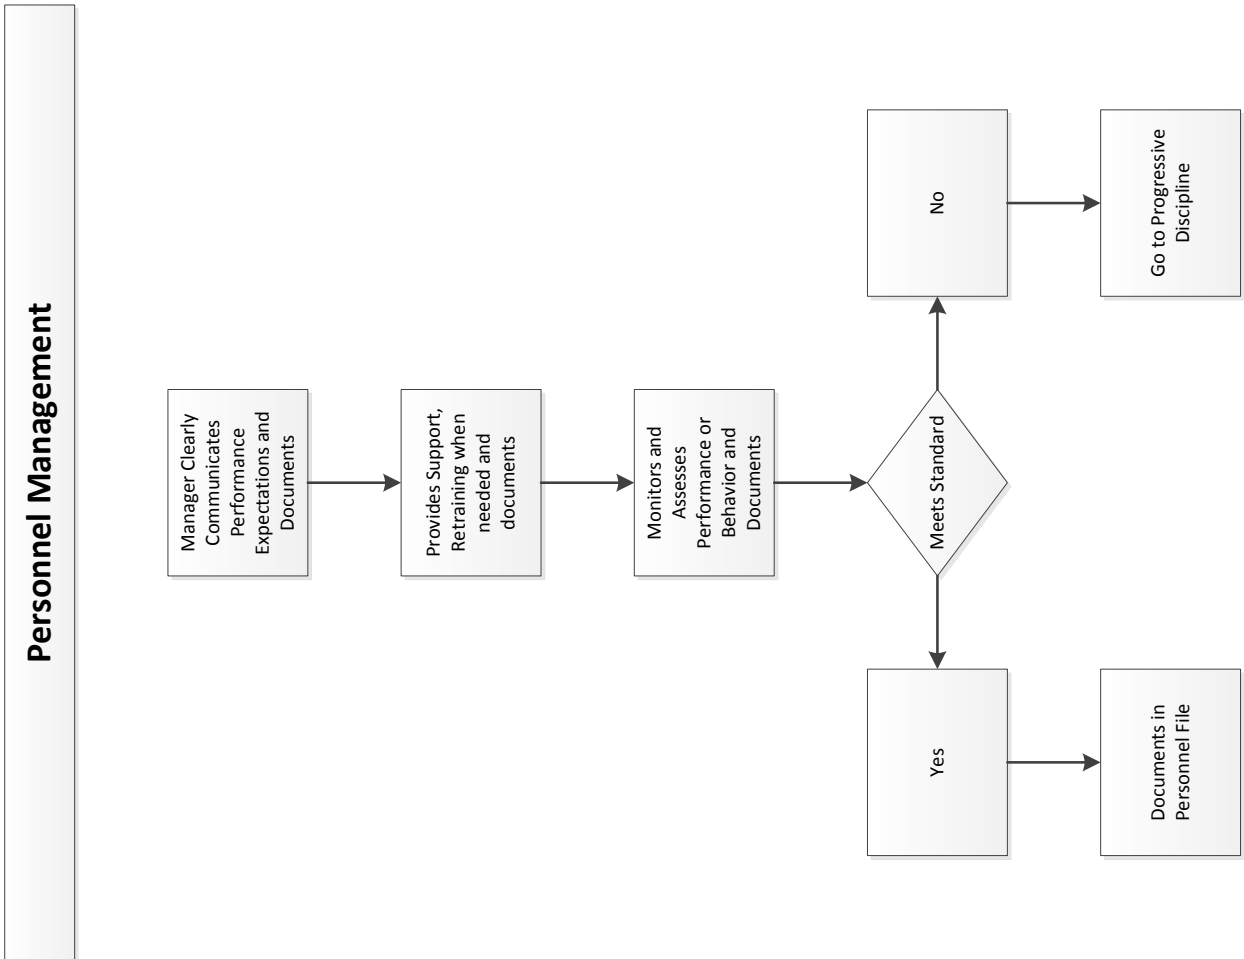 Personnel Management
Manager Clearly
Communicates
Performance
Expectations and
Documents
Provides Support,
Retraining when
needed and
documents
Monitors and
Assesses
Performance or
Behavior and
Documents
Meets Standard
Yes
No
Documents in
Personnel File
Go to Progressive
Discipline